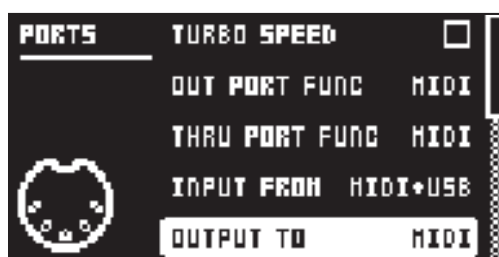 PORTS
TURBO SPEED
OUT PORT FUNC MIDI
THRU PORT FUNC MIDI
INPUT FROM MIDI+USB
OUTPUT TO MIDI